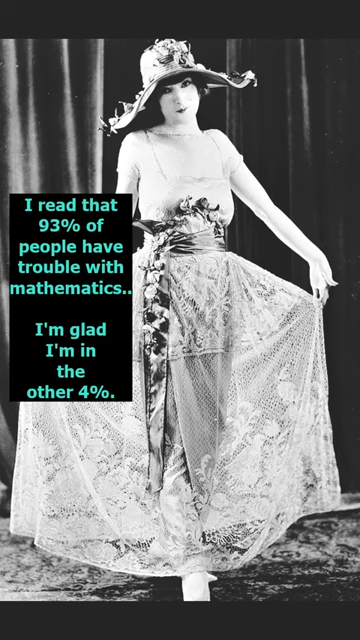 I read that
93% of
people have
trouble with
mathematics..
I'm glad
I'm in
the
other 4%.